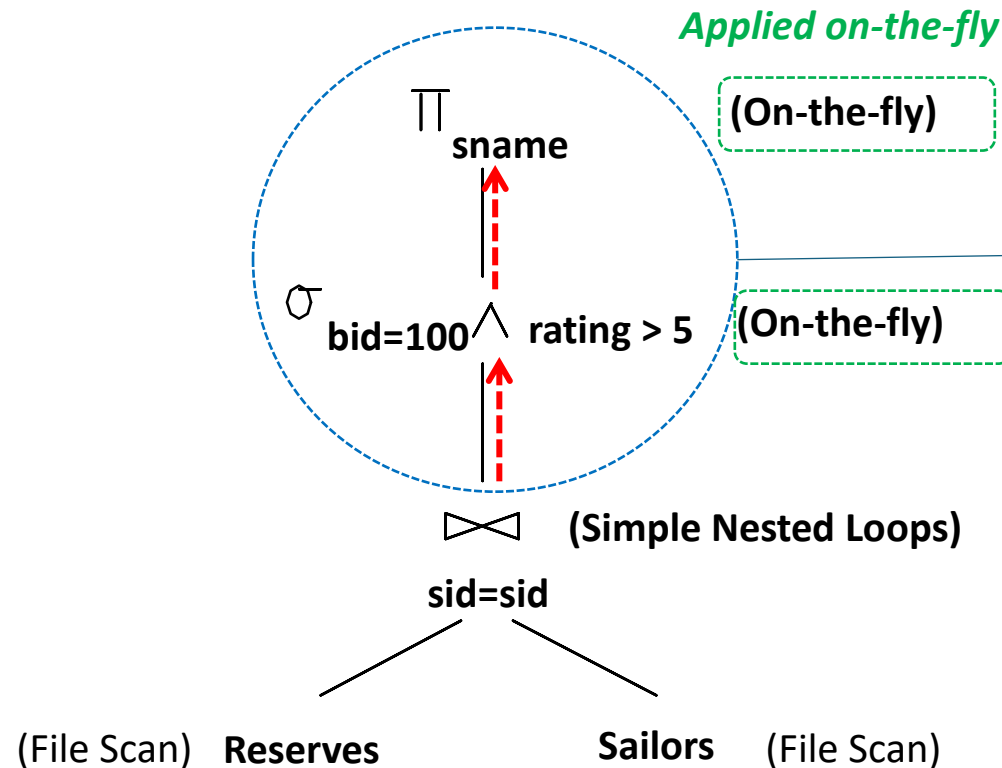 Applied on-the-fly
(On-the-fly)
∏
sname
σ
bid=100 ∧ rating > 5 (On-the-fly)
⋈ (Simple Nested Loops)
sid=sid
(File Scan) Reserves Sailors (File Scan)